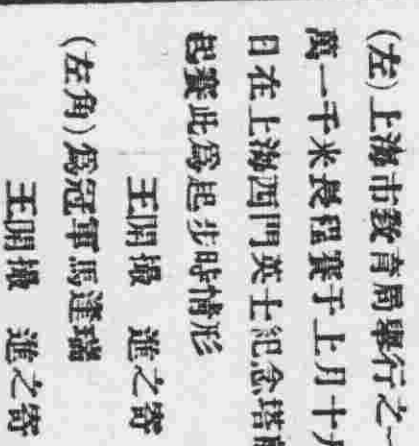 (左)上海市敎育局舉行之一
萬一千米長程賽于上月十
日在上海西門英士紀念塔
起賽此爲起步時情形
王開攝 進之寄
(左角)爲冠軍馬達瑞
王開攝 進之寄